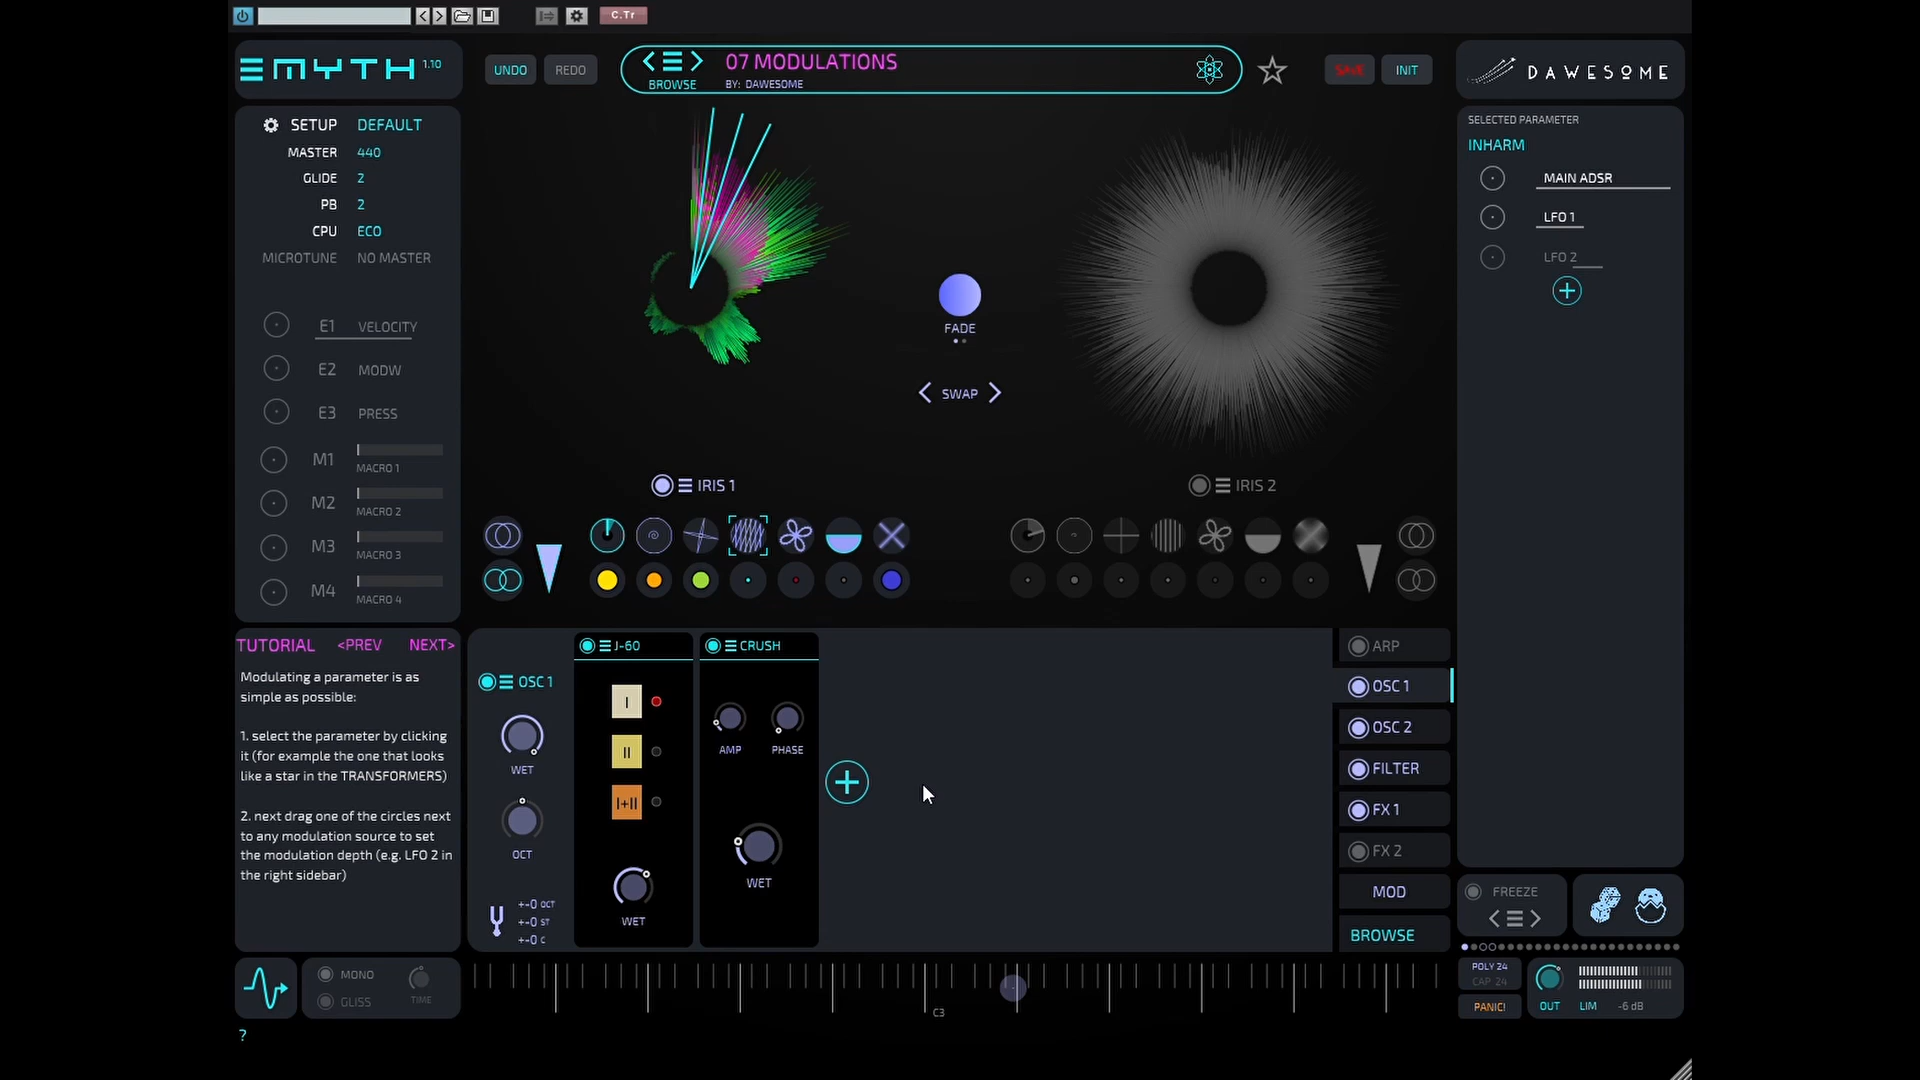 C.Tr
MYTH 1.10
UNDO
REDO
BROWSE
07 MODULATIONS
BY: DAWESOME
SAVE
INIT
DAWESOME
SETUP DEFAULT
MASTER 440
GLIDE 2
PB 2
CPU ECO
MICROTUNE NO MASTER
E1 VELOCITY
E2 MODW
E3 PRESS
M1 MACRO 1
M2 MACRO 2
M3 MACRO 3
M4 MACRO 4
FADE
SWAP
IRIS 1
IRIS 2
SELECTED PARAMETER
INHARM
MAIN ADSR
LFO 1
LFO 2
TUTORIAL <PREV NEXT>
Modulating a parameter is as
simple as possible:
1. select the parameter by clicking
it (for example the one that looks
like a star in the TRANSFORMERS)
2. next drag one of the circles next
to any modulation source to set
the modulation depth (e.g. LFO 2 in
the right sidebar)
OSC 1
WET
OCT
+-0 OCT
+-0 ST
+-0 C
J-60
I
II
I+II
WET
CRUSH
AMP PHASE
WET
ARP
OSC 1
OSC 2
FILTER
FX 1
FX 2
MOD
BROWSE
FREEZE
MONO
GLISS
TIME
C3
POLY 24
CAP 24
PANIC!
OUT LIM -6 dB
?